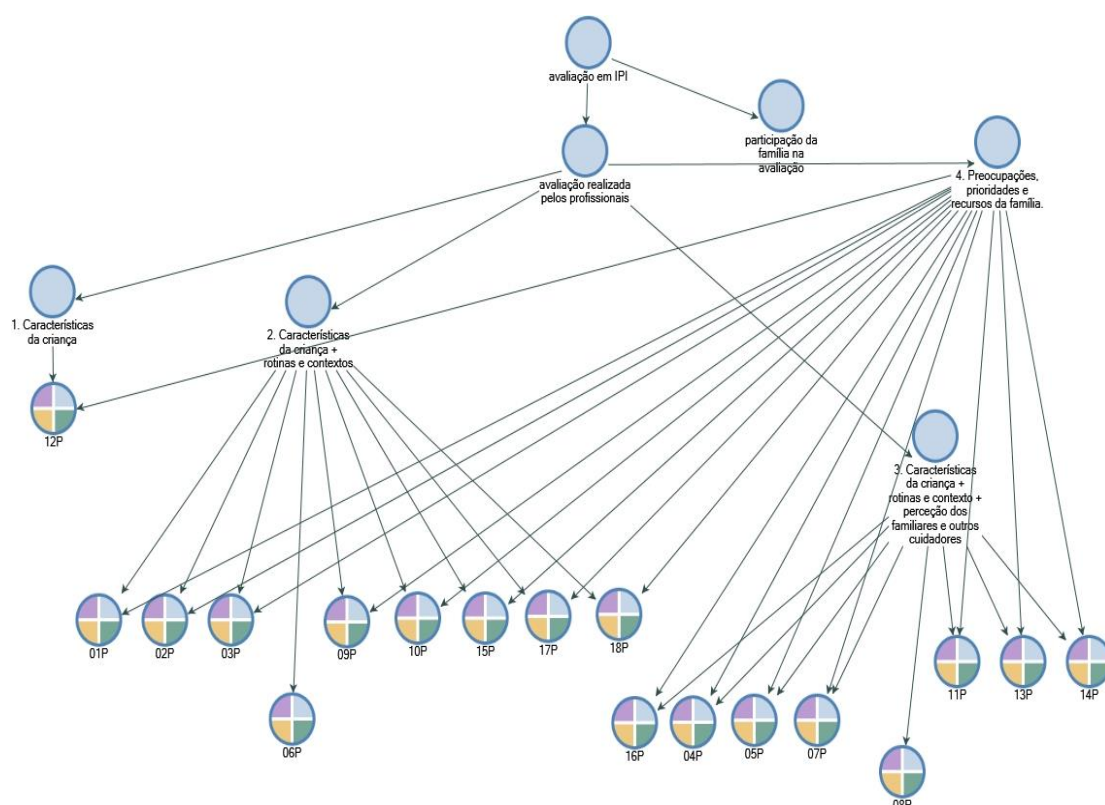 avaliação em IPI
participação da
família na
avaliação
avaliação realizada
pelos profissionais
4. Preocupações,
prioridades e
recursos da família.
1. Características
da criança
2. Características
da criança +
rotinas e contextos
12P
3. Características
da criança +
rotinas e contexto +
perceção dos
familiares e outros
cuidadores
01P
02P
03P
09P
10P
15P
17P
18P
11P
13P
14P
06P
16P
04P
05P
07P
08P